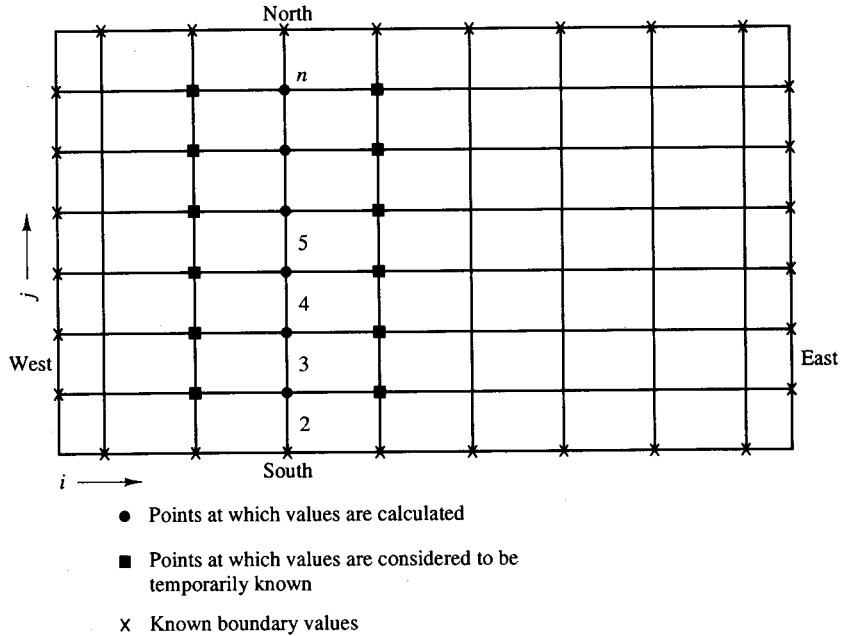 North
n
5
4
3
2
j
West
East
South
i
Points at which values are calculated
Points at which values are considered to be
temporarily known
x Known boundary values